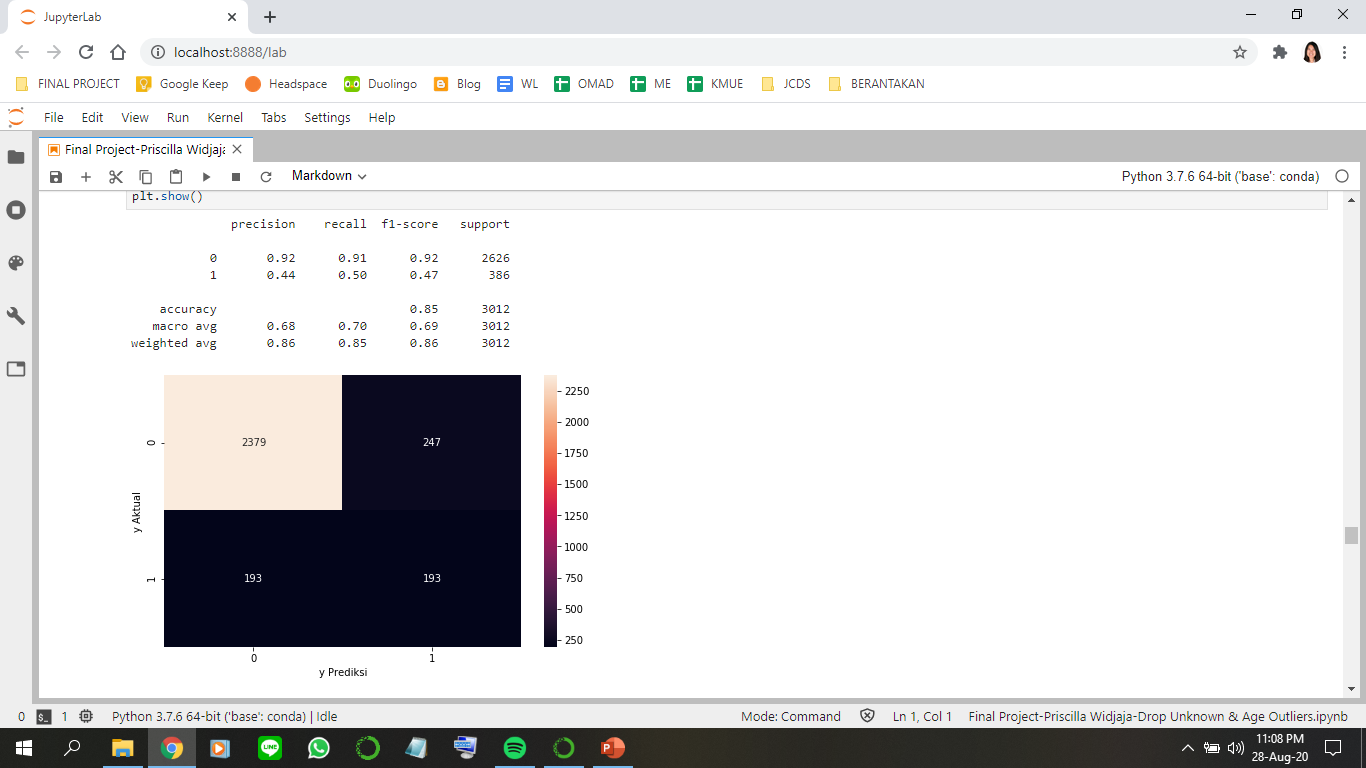 JupyterLab
localhost:8888/lab
FINAL PROJECT Google Keep Headspace Duolingo Blog WL OMAD ME KMUE JCDS BERANTAKAN
File Edit View Run Kernel Tabs Settings Help
Final Project-Priscilla Widjaja
Markdown Python 3.7.6 64-bit ('base': conda)
plt.show()
precision recall f1-score support
0 0.92 0.91 0.92 2626
1 0.44 0.50 0.47 386
accuracy 0.85 3012
macro avg 0.68 0.70 0.69 3012
weighted avg 0.86 0.85 0.86 3012
2379 247
193 193
0
1
y Aktual
0 1
y Prediksi
2250
2000
1750
1500
1250
1000
750
500
250
0 $_ 1 Python 3.7.6 64-bit ('base': conda) | Idle Mode: Command Ln 1, Col 1 Final Project-Priscilla Widjaja-Drop Unknown & Age Outliers.ipynb
LINE
P
11:08 PM
28-Aug-20